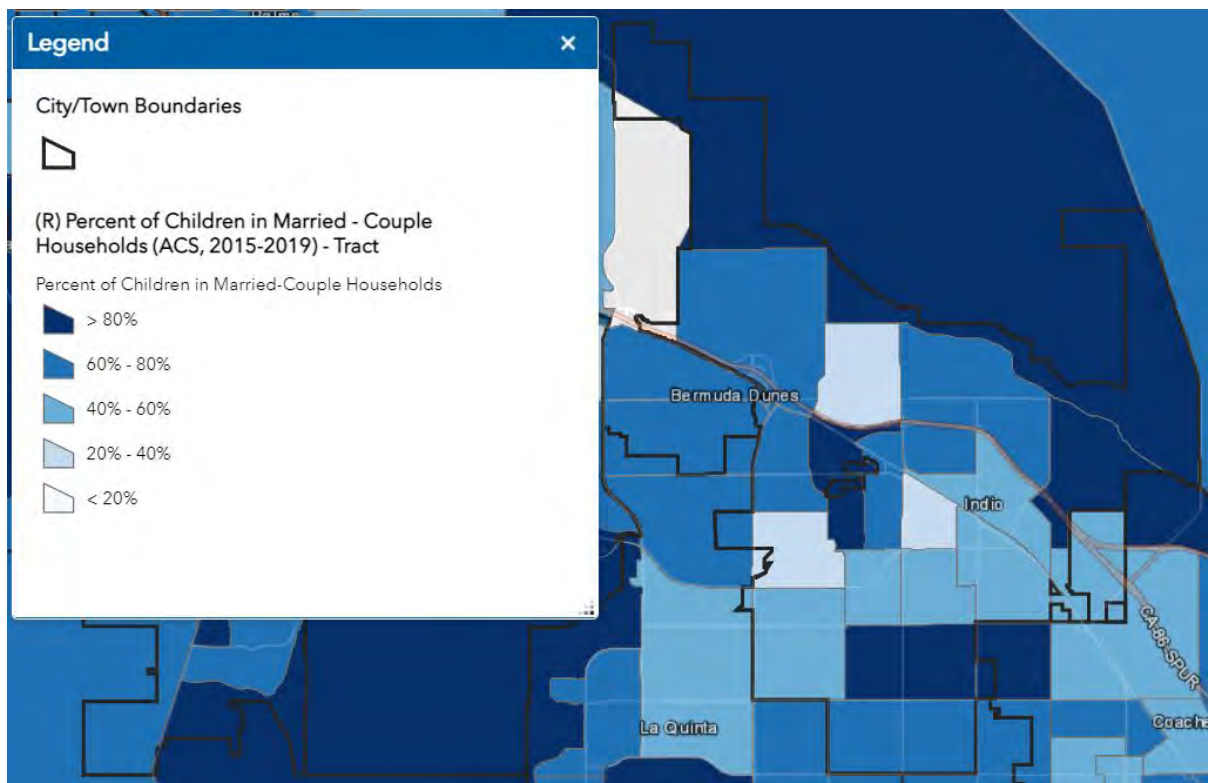 Legend
×
City/Town Boundaries
(R) Percent of Children in Married - Couple
Households (ACS, 2015-2019) - Tract
Percent of Children in Married-Couple Households
> 80%
60% - 80%
40% - 60%
20% - 40%
< 20%
Bermuda Dunes
Indio
CA-86-SPUR
La Quinta
Coache